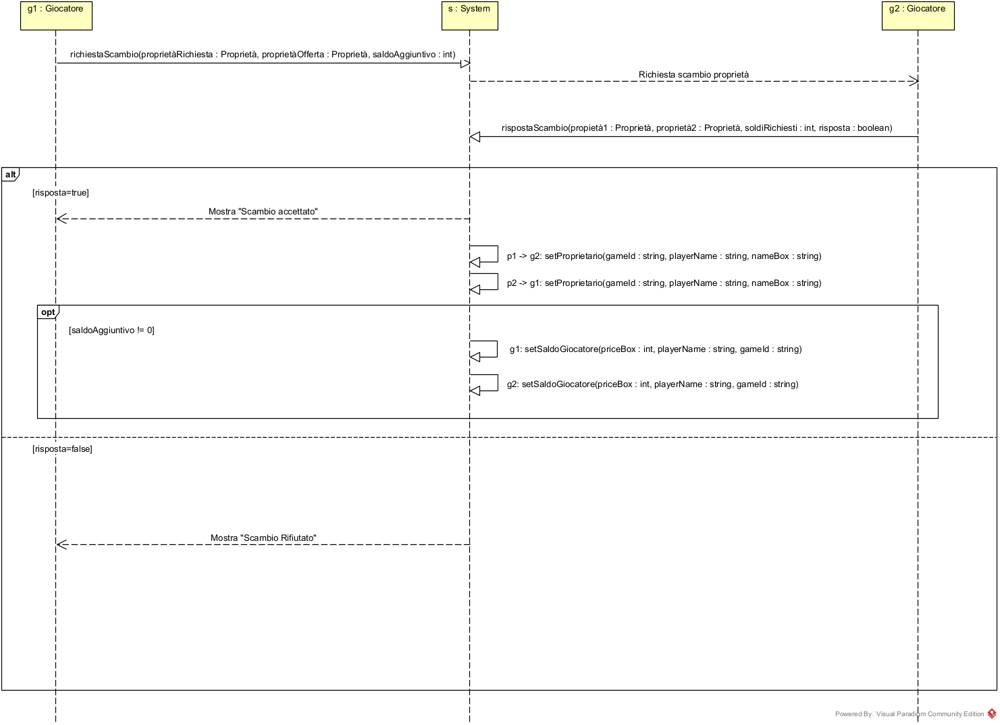 g1 : Giocatore
s : System
g2 : Giocatore
richiestaScambio(proprietàRichiesta : Proprietà, proprietàOfferta : Proprietà, saldoAggiuntivo : int)
Richiesta scambio proprietà
rispostaScambio(propietà1 : Proprietà, proprietà2 : Proprietà, soldiRichiesti : int, risposta : boolean)
alt
[risposta=true]
Mostra "Scambio accettato"
p1 -> g2: setProprietario(gameId : string, playerName : string, nameBox : string)
p2 -> g1: setProprietario(gameId : string, playerName : string, nameBox : string)
opt
[saldoAggiuntivo != 0]
g1: setSaldoGiocatore(priceBox : int, playerName : string, gameId : string)
g2: setSaldoGiocatore(priceBox : int, playerName : string, gameId : string)
[risposta=false]
Mostra "Scambio Rifiutato"
Powered By Visual Paradigm Community Edition